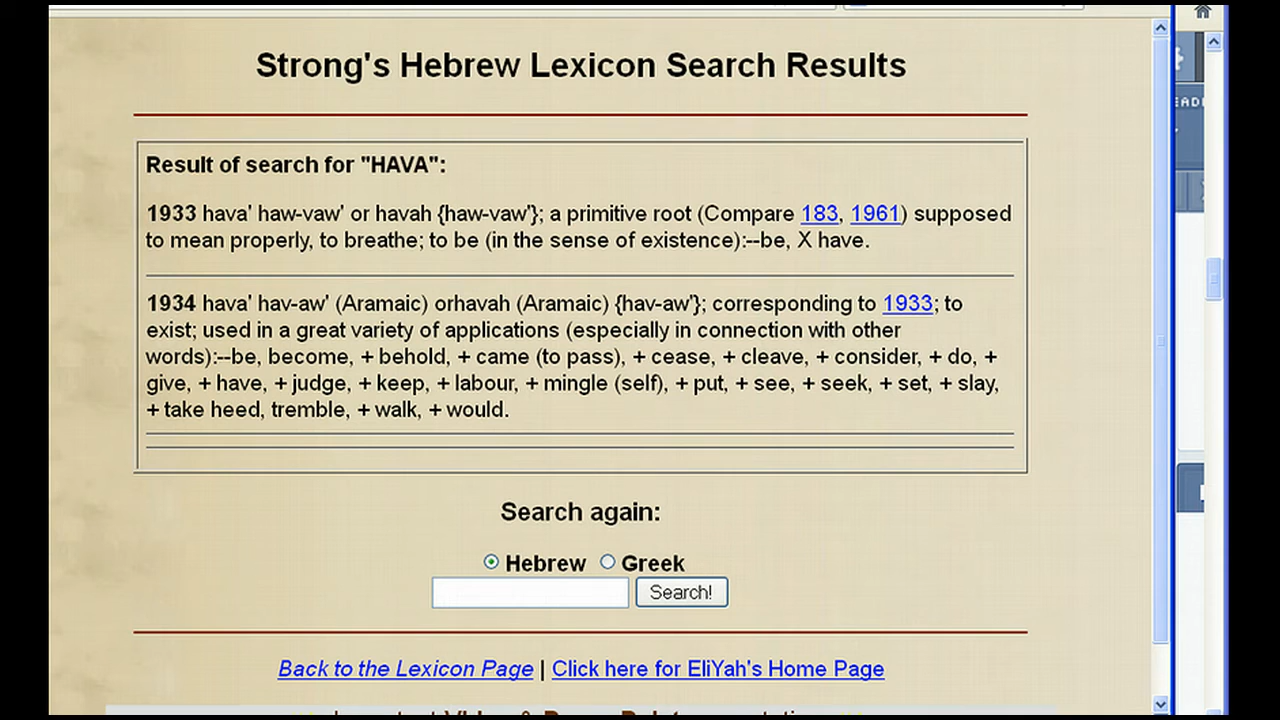 Strong's Hebrew Lexicon Search Results
Result of search for "HAVA":
1933 hava' haw-vaw' or havah {haw-vaw'}; a primitive root (Compare 183, 1961) supposed
to mean properly, to breathe; to be (in the sense of existence):--be, X have.
1934 hava' hav-aw' (Aramaic) orhavah (Aramaic) {hav-aw'}; corresponding to 1933; to
exist; used in a great variety of applications (especially in connection with other
words):--be, become, + behold, + came (to pass), + cease, + cleave, + consider, + do, +
give, + have, + judge, + keep, + labour, + mingle (self), + put, + see, + seek, + set, + slay,
+ take heed, tremble, + walk, + would.
Search again:
Hebrew Greek
Search!
Back to the Lexicon Page | Click here for EliYah's Home Page